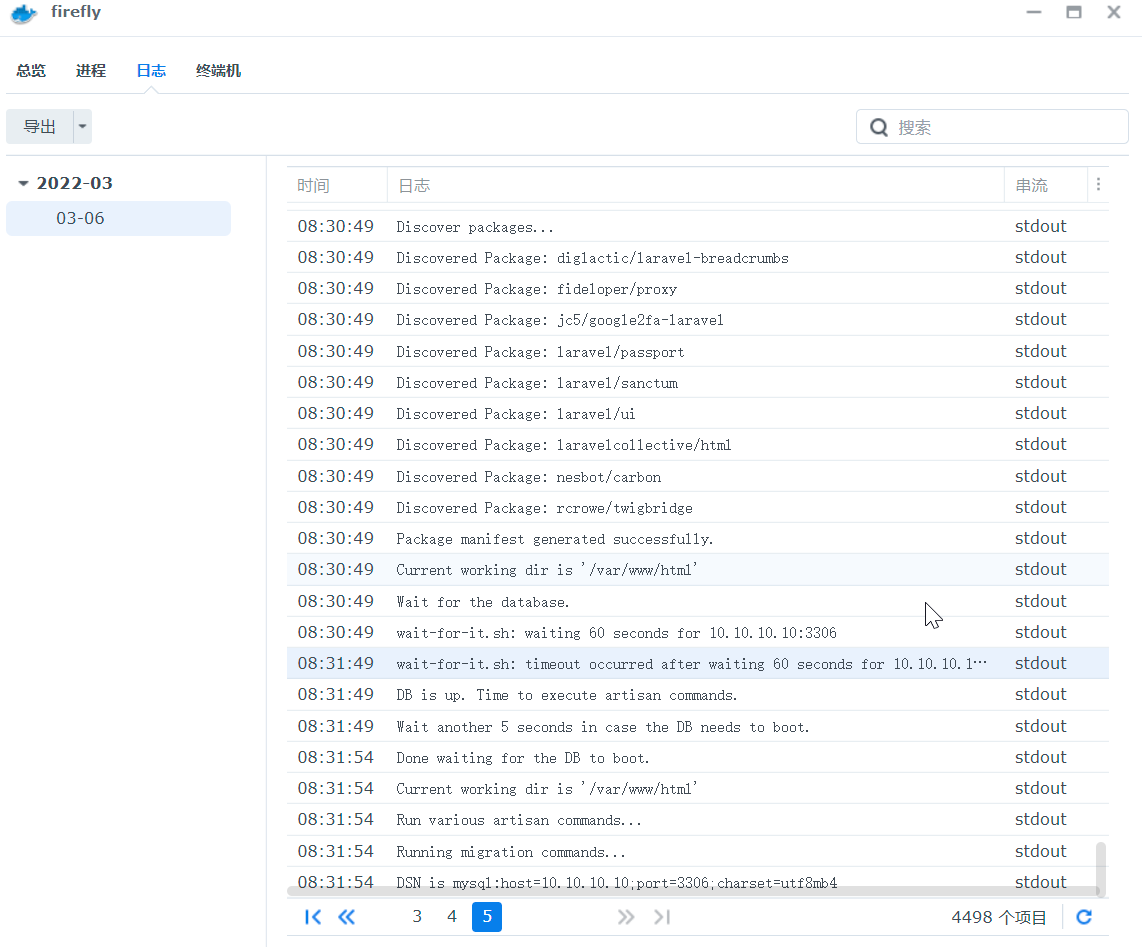 firefly
总览 进程 日志 终端机
导出 搜索
2022-03
03-06
时间 日志 串流
08:30:49 Discover packages... stdout
08:30:49 Discovered Package: diglactic/laravel-breadcrumbs stdout
08:30:49 Discovered Package: fideloper/proxy stdout
08:30:49 Discovered Package: jc5/google2fa-laravel stdout
08:30:49 Discovered Package: laravel/passport stdout
08:30:49 Discovered Package: laravel/sanctum stdout
08:30:49 Discovered Package: laravel/ui stdout
08:30:49 Discovered Package: laravelcollective/html stdout
08:30:49 Discovered Package: nesbot/carbon stdout
08:30:49 Discovered Package: rcrowe/twigbridge stdout
08:30:49 Package manifest generated successfully. stdout
08:30:49 Current working dir is '/var/www/html' stdout
08:30:49 Wait for the database. stdout
08:30:49 wait-for-it.sh: waiting 60 seconds for 10.10.10.10:3306 stdout
08:31:49 wait-for-it.sh: timeout occurred after waiting 60 seconds for 10.10.10.1… stdout
08:31:49 DB is up. Time to execute artisan commands. stdout
08:31:49 Wait another 5 seconds in case the DB needs to boot. stdout
08:31:54 Done waiting for the DB to boot. stdout
08:31:54 Current working dir is '/var/www/html' stdout
08:31:54 Run various artisan commands... stdout
08:31:54 Running migration commands... stdout
08:31:54 DSN is mysql:host=10.10.10.10;port=3306;charset=utf8mb4 stdout
3 4 5 4498 个项目